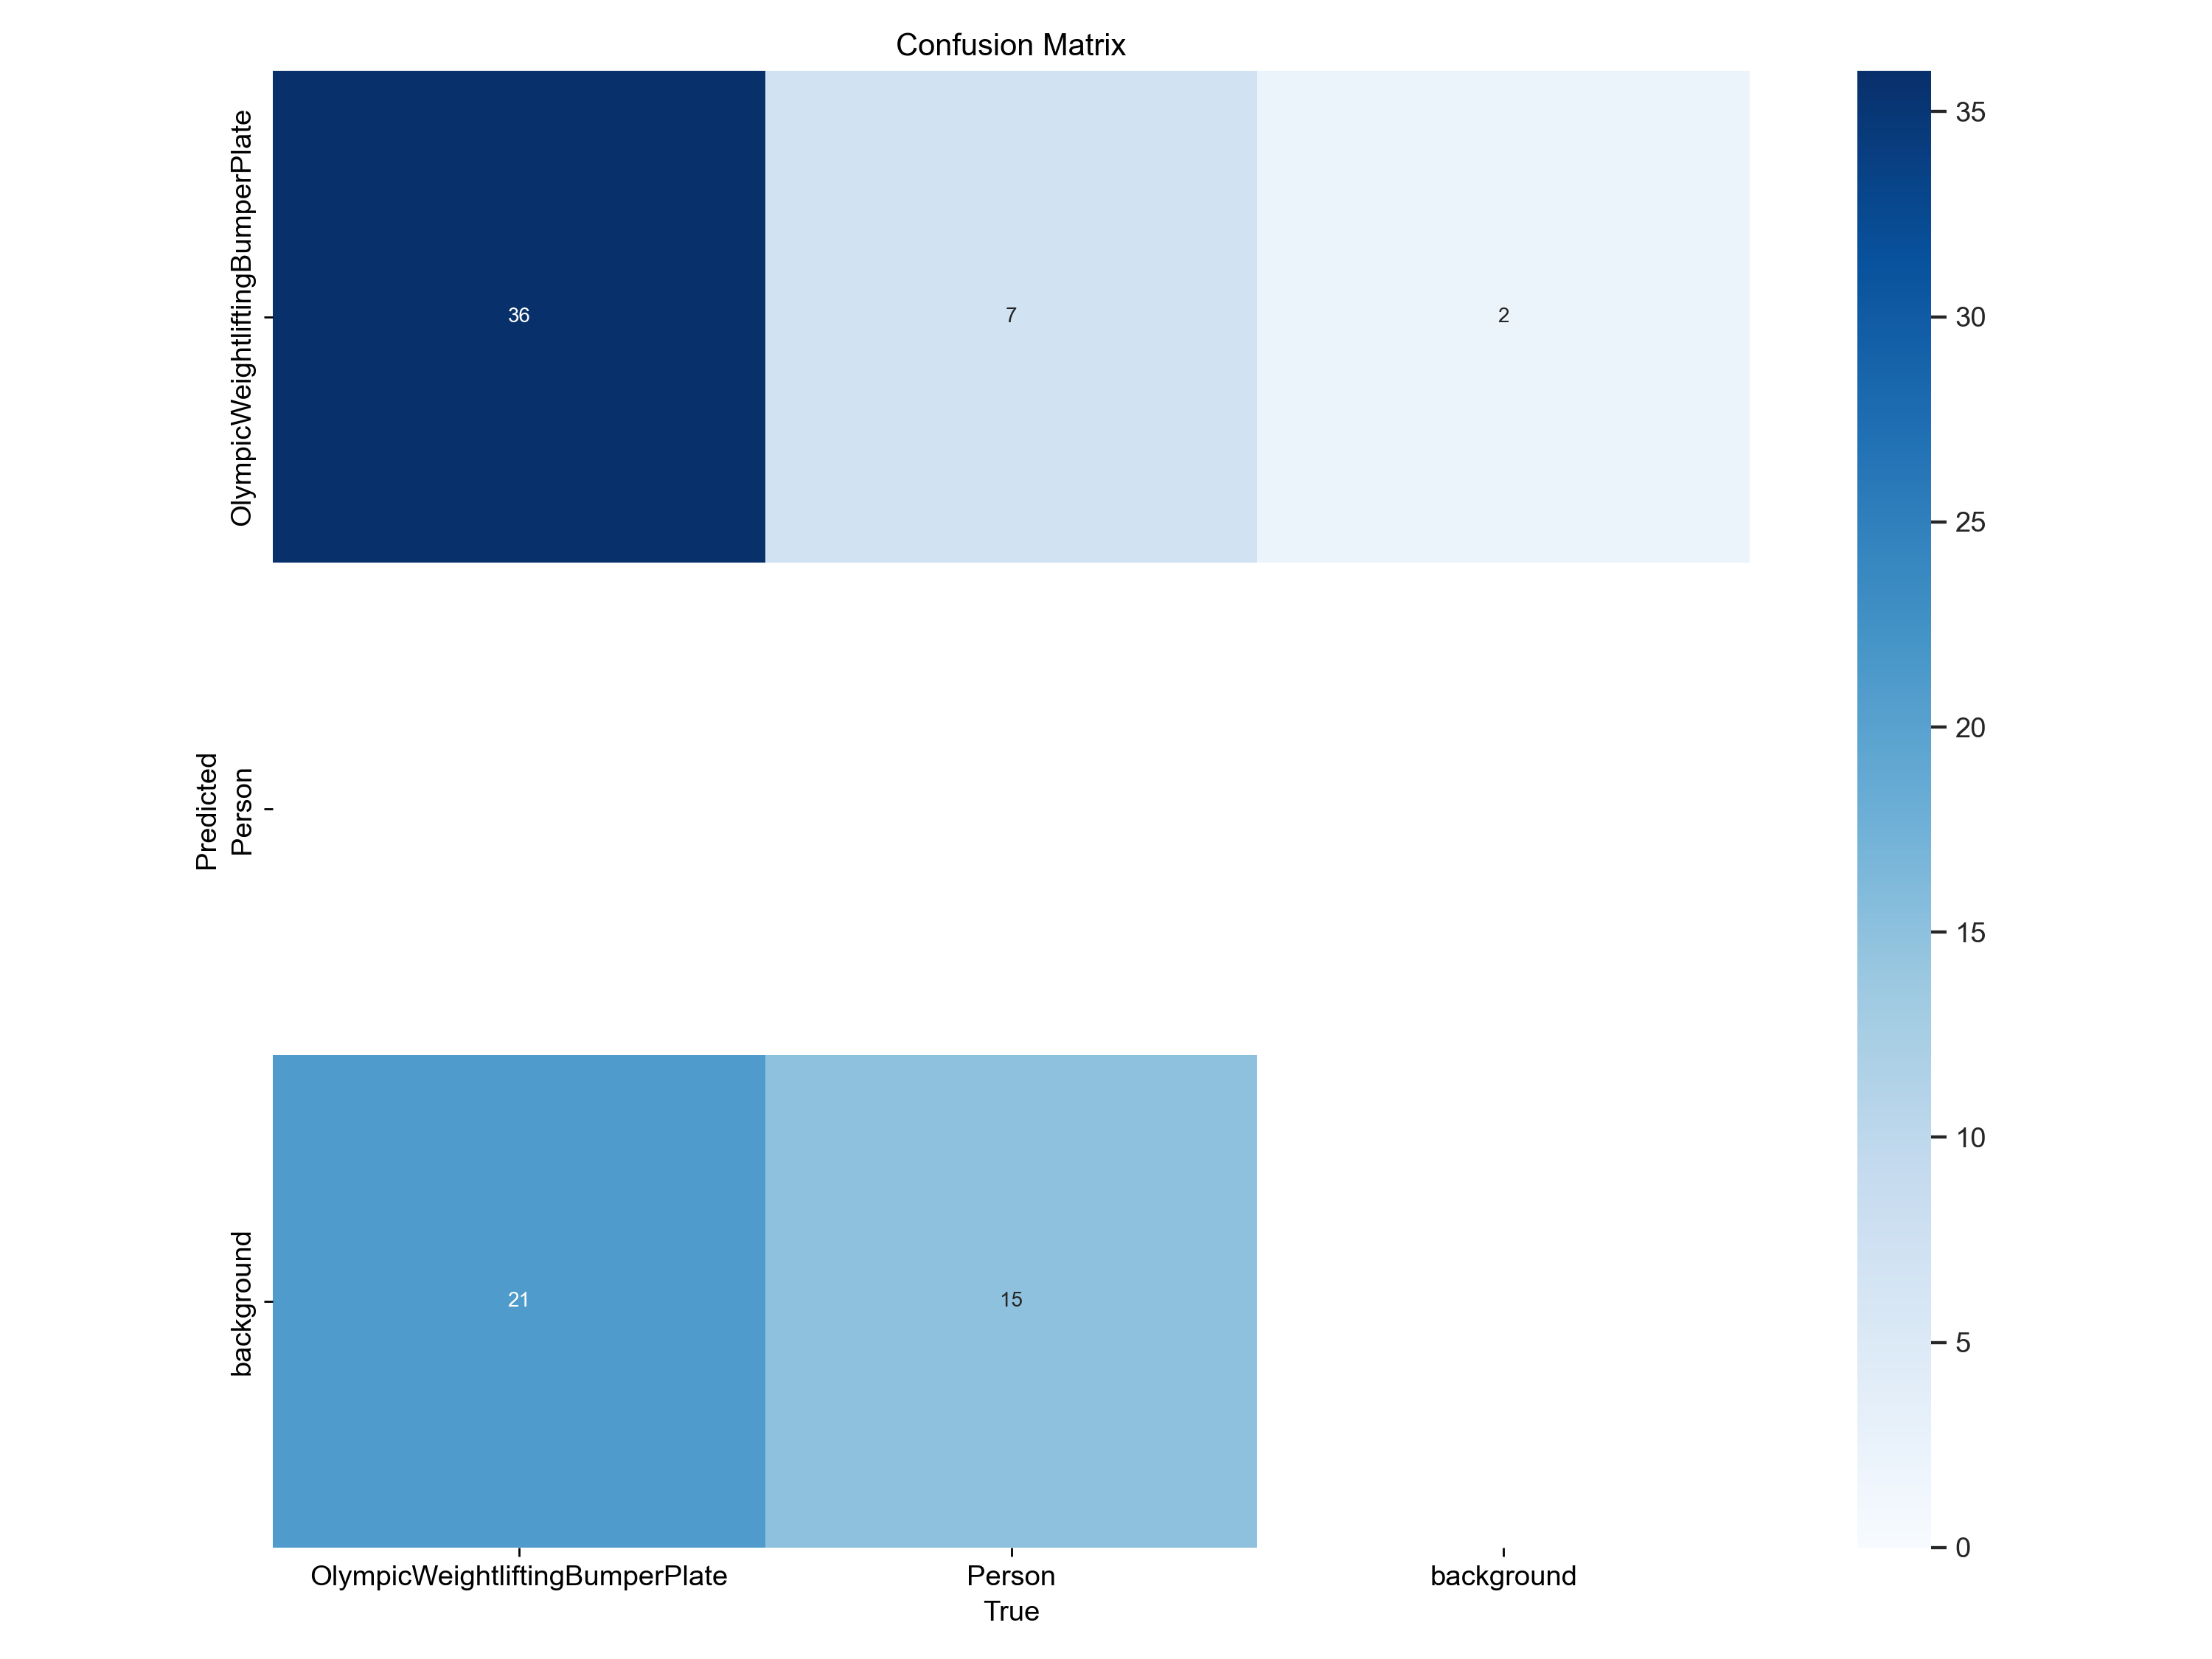 Confusion Matrix
OlympicWeightliftingBumperPlate
36
7
2
Predicted
Person
background
21
15
OlympicWeightliftingBumperPlate
Person
background
True
35
30
25
20
15
10
5
0